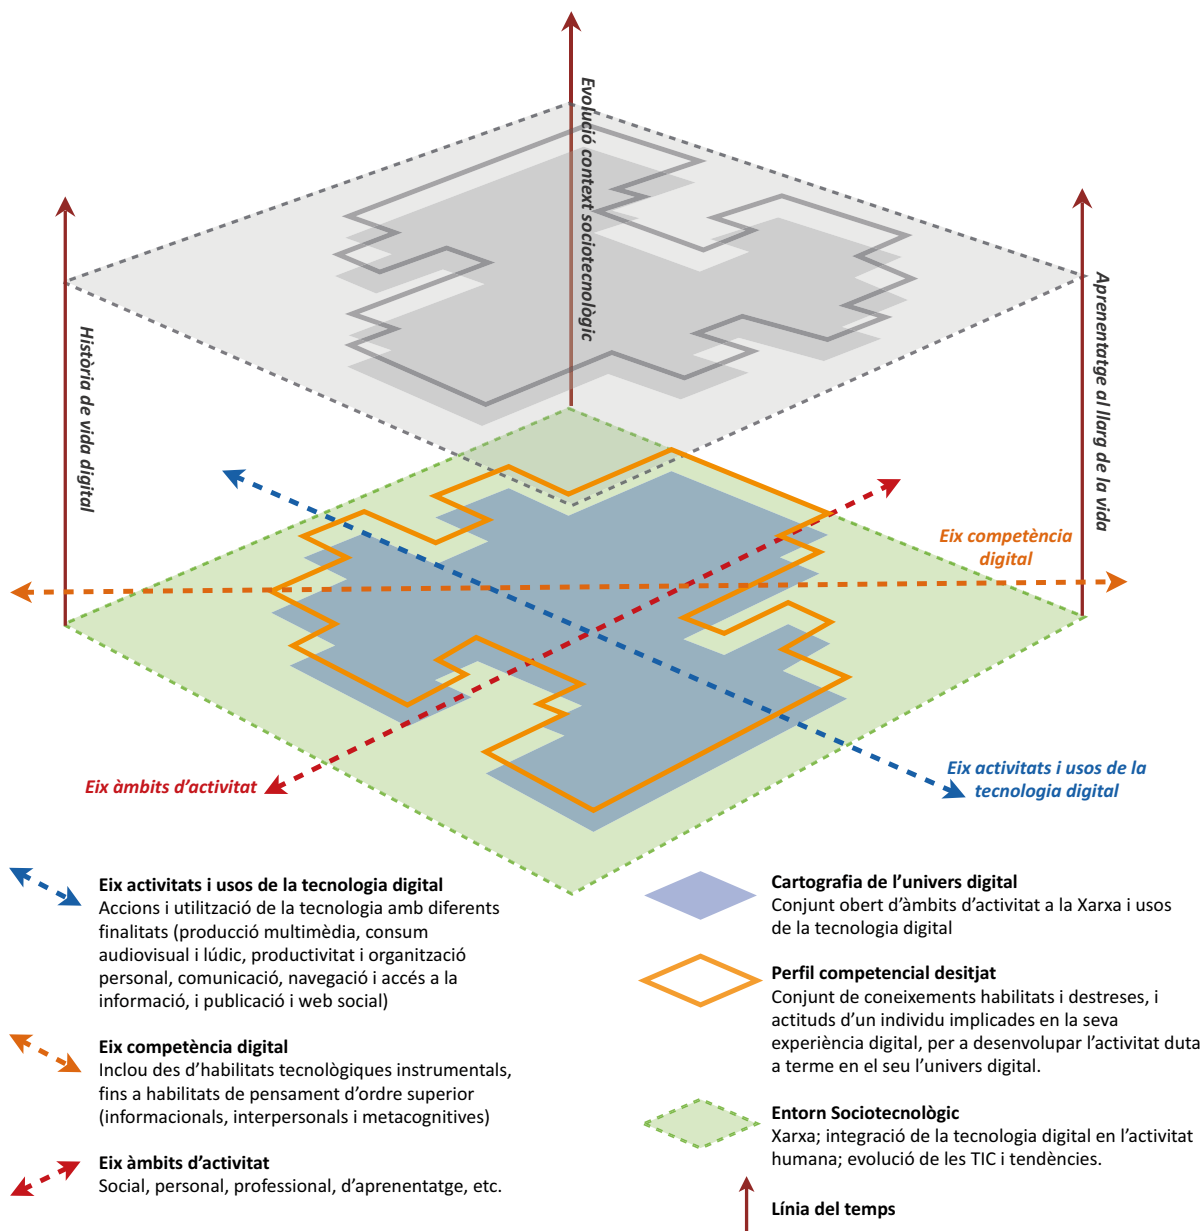 Evolució context sociotecnològic
Història de vida digital
Aprenentatge al llarg de la vida
Eix competència
digital
Eix àmbits d’activitat
Eix activitats i usos de la
tecnologia digital
Eix activitats i usos de la tecnologia digital
Accions i utilització de la tecnologia amb diferents
finalitats (producció multimèdia, consum
audiovisual i lúdic, productivitat i organització
personal, comunicació, navegació i accés a la
informació, i publicació i web social)
Eix competència digital
Inclou des d’habilitats tecnològiques instrumentals,
fins a habilitats de pensament d’ordre superior
(informacionals, interpersonals i metacognitives)
Eix àmbits d’activitat
Social, personal, professional, d’aprenentatge, etc.
Cartografia de l’univers digital
Conjunt obert d’àmbits d’activitat a la Xarxa i usos
de la tecnologia digital
Perfil competencial desitjat
Conjunt de coneixements habilitats i destreses, i
actituds d’un individu implicades en la seva
experiència digital, per a desenvolupar l’activitat duta
a terme en el seu l’univers digital.
Entorn Sociotecnològic
Xarxa; integració de la tecnologia digital en l’activitat
humana; evolució de les TIC i tendències.
Línia del temps